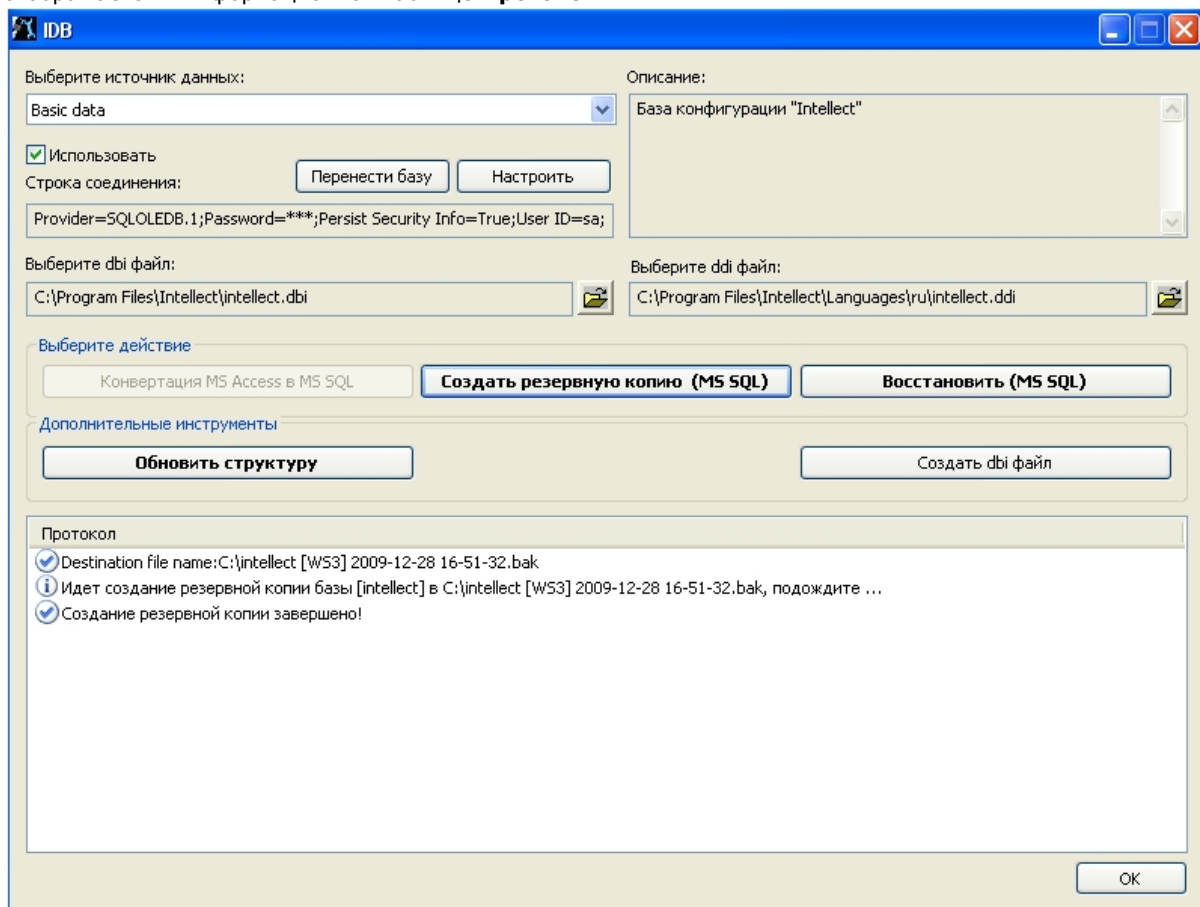 IDB
Выберите источник данных:
Описание:
Basic data
База конфигурации "Intellect"
Использовать
Строка соединения:
Перенести базу
Настроить
Provider=SQLOLEDB.1;Password=***;Persist Security Info=True;User ID=sa;
Выберите dbi файл:
Выберите ddi файл:
C:\Program Files\Intellect\intellect.dbi
C:\Program Files\Intellect\Languages\ru\intellect.ddi
Выберите действие
Конвертация MS Access в MS SQL
Создать резервную копию (MS SQL)
Восстановить (MS SQL)
Дополнительные инструменты
Обновить структуру
Создать dbi файл
Протокол
Destination file name:C:\intellect [WS3] 2009-12-28 16-51-32.bak
Идет создание резервной копии базы [intellect] в C:\intellect [WS3] 2009-12-28 16-51-32.bak, подождите ...
Создание резервной копии завершено!
OK